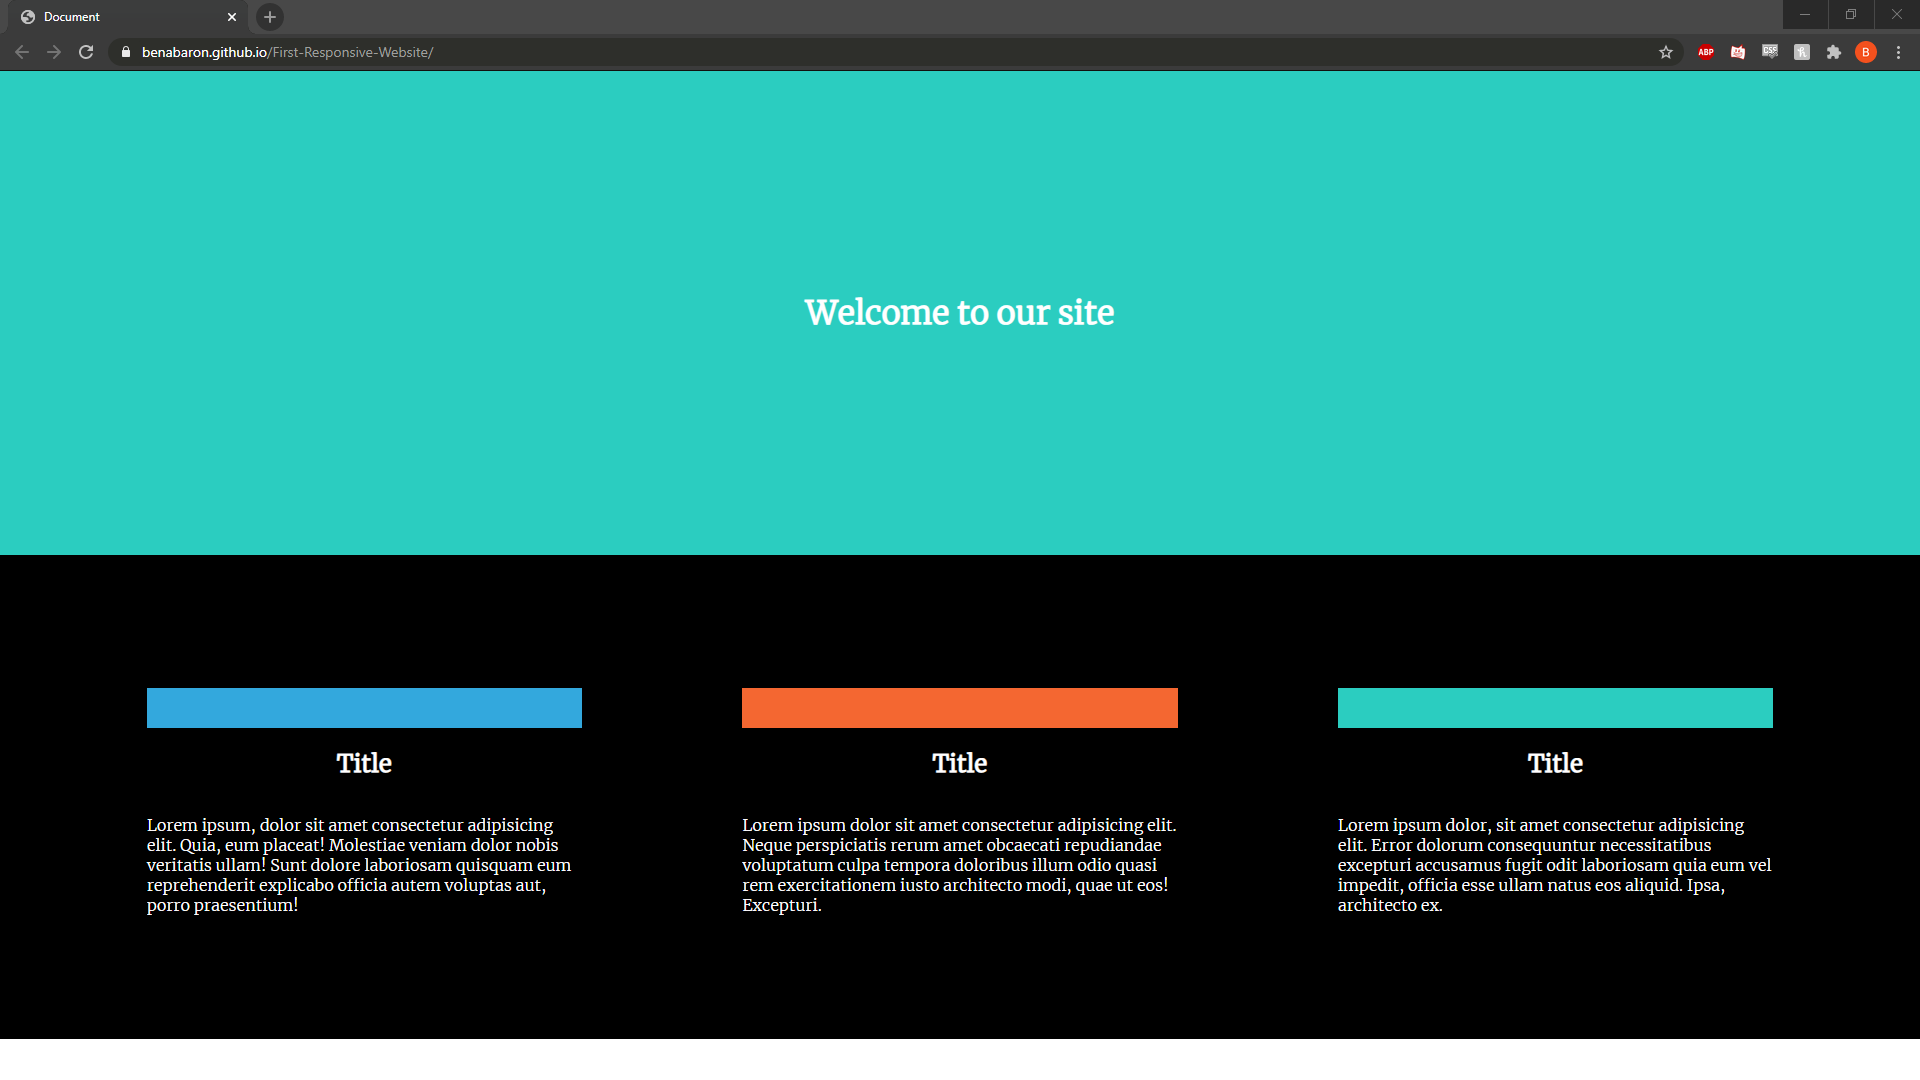 Document
benabaron.github.io/First-Responsive-Website/
ABP
CSS
B
Welcome to our site
Title
Lorem ipsum, dolor sit amet consectetur adipisicing
elit. Quia, eum placeat! Molestiae veniam dolor nobis
veritatis ullam! Sunt dolore laboriosam quisquam eum
reprehenderit explicabo officia autem voluptas aut,
porro praesentium!
Title
Lorem ipsum dolor sit amet consectetur adipisicing elit.
Neque perspiciatis rerum amet obcaecati repudiandae
voluptatum culpa tempora doloribus illum odio quasi
rem exercitationem iusto architecto modi, quae ut eos!
Excepturi.
Title
Lorem ipsum dolor, sit amet consectetur adipisicing
elit. Error dolorum consequuntur necessitatibus
excepturi accusamus fugit odit laboriosam quia eum vel
impedit, officia esse ullam natus eos aliquid. Ipsa,
architecto ex.